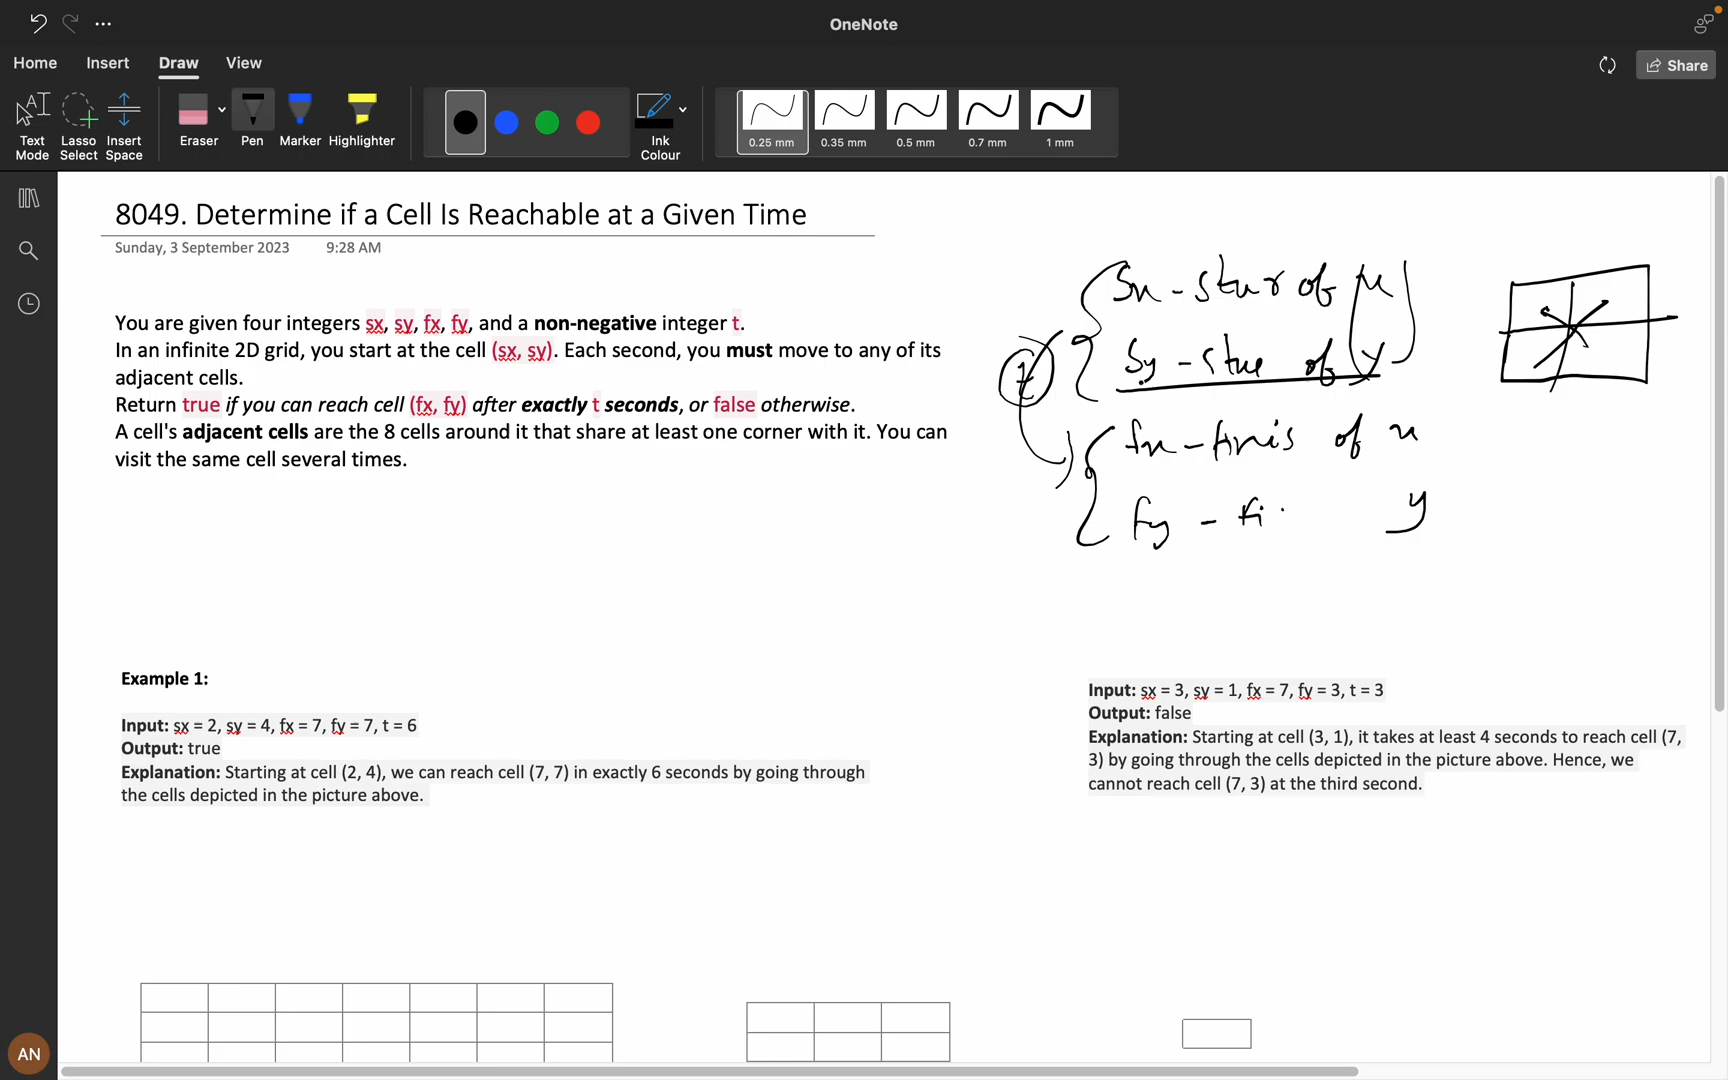 OneNote
Home Insert Draw View
Share
Text Mode
Lasso Select
Insert Space
Eraser
Pen
Marker
Highlighter
Ink Colour
0.25 mm
0.35 mm
0.5 mm
0.7 mm
1 mm
8049. Determine if a Cell Is Reachable at a Given Time
Sunday, 3 September 2023 9:28 AM
You are given four integers sx, sy, fx, fy, and a non-negative integer t.
In an infinite 2D grid, you start at the cell (sx, sy). Each second, you must move to any of its
adjacent cells.
Return true if you can reach cell (fx, fy) after exactly t seconds, or false otherwise.
A cell's adjacent cells are the 8 cells around it that share at least one corner with it. You can
visit the same cell several times.
Sx - star of x
Sy - of y
t
fx - of x
fy - fi y
Example 1:
Input: sx = 2, sy = 4, fx = 7, fy = 7, t = 6
Output: true
Explanation: Starting at cell (2, 4), we can reach cell (7, 7) in exactly 6 seconds by going through
the cells depicted in the picture above.
Input: sx = 3, sy = 1, fx = 7, fy = 3, t = 3
Output: false
Explanation: Starting at cell (3, 1), it takes at least 4 seconds to reach cell (7,
3) by going through the cells depicted in the picture above. Hence, we
cannot reach cell (7, 3) at the third second.
AN